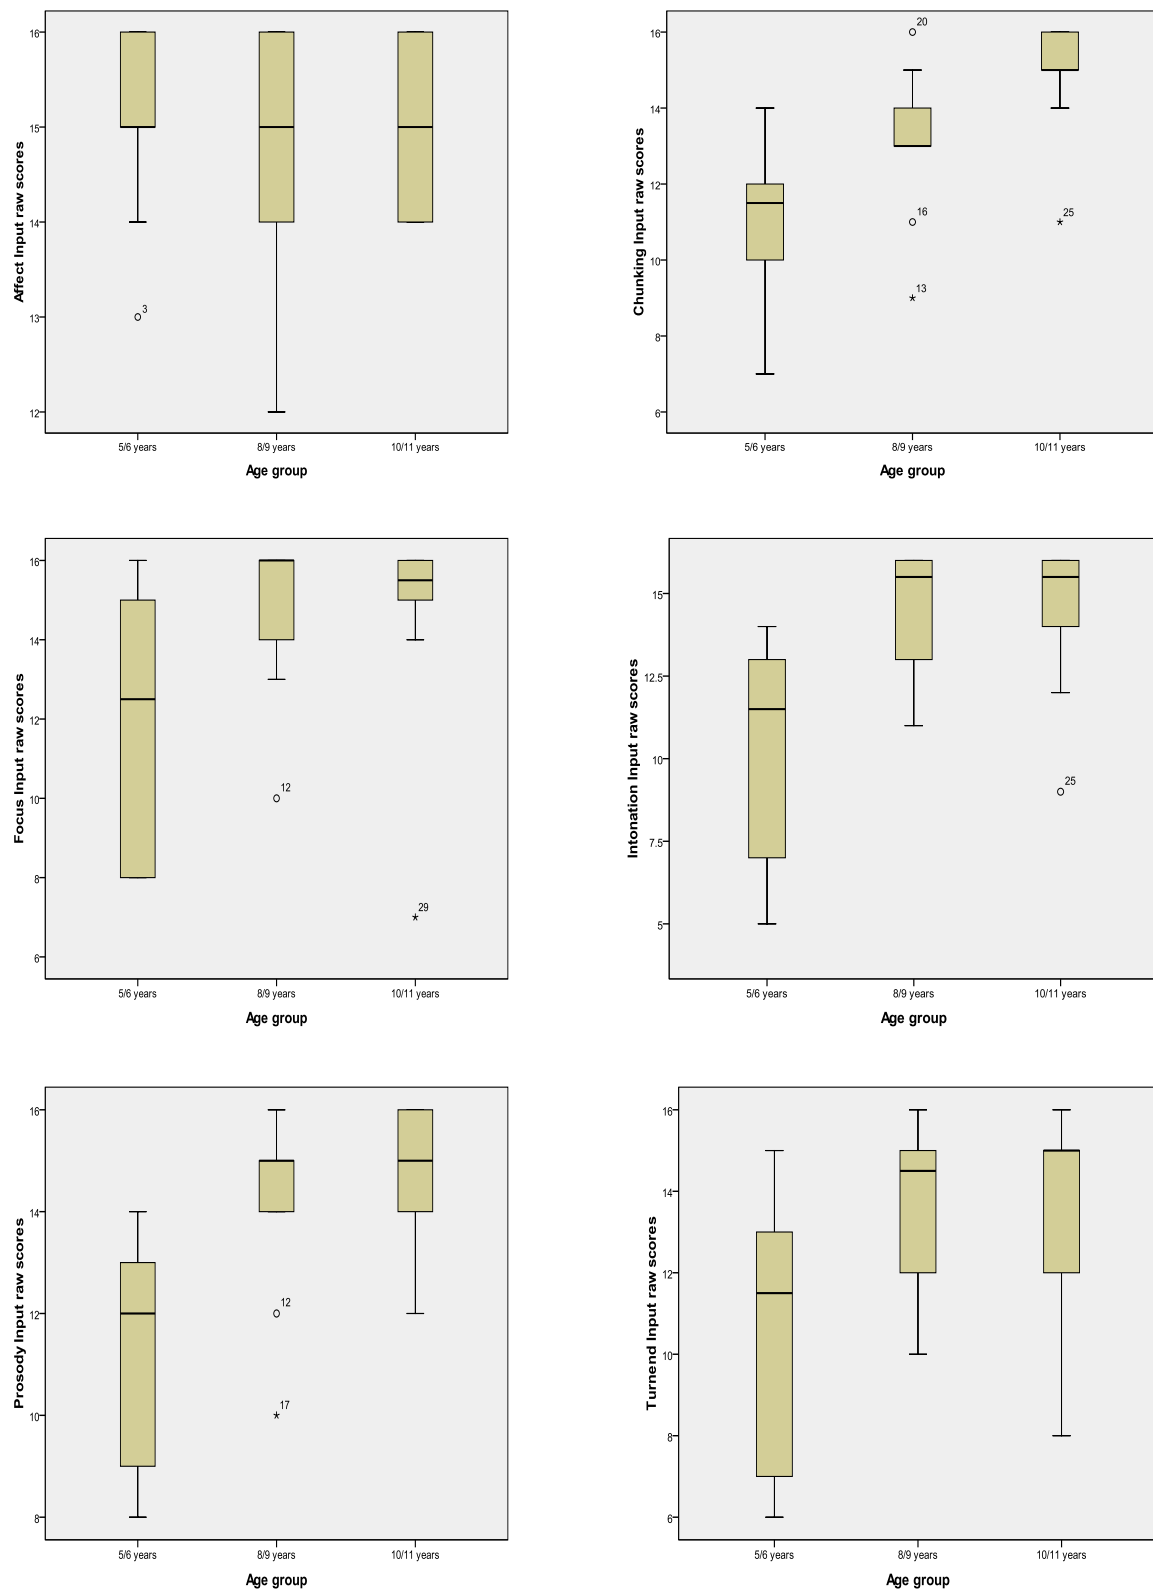 Affect Input raw scores
16
15
14
13
12
3
5/6 years
8/9 years
10/11 years
Age group
Chunking Input raw scores
16
14
12
10
8
6
20
16
13
25
5/6 years
8/9 years
10/11 years
Age group
Focus Input raw scores
16
14
12
10
8
6
12
29
5/6 years
8/9 years
10/11 years
Age group
Intonation Input raw scores
15
12.5
10
7.5
5
25
5/6 years
8/9 years
10/11 years
Age group
Prosody Input raw scores
16
14
12
10
8
12
17
5/6 years
8/9 years
10/11 years
Age group
Turnend Input raw scores
16
14
12
10
8
6
5/6 years
8/9 years
10/11 years
Age group